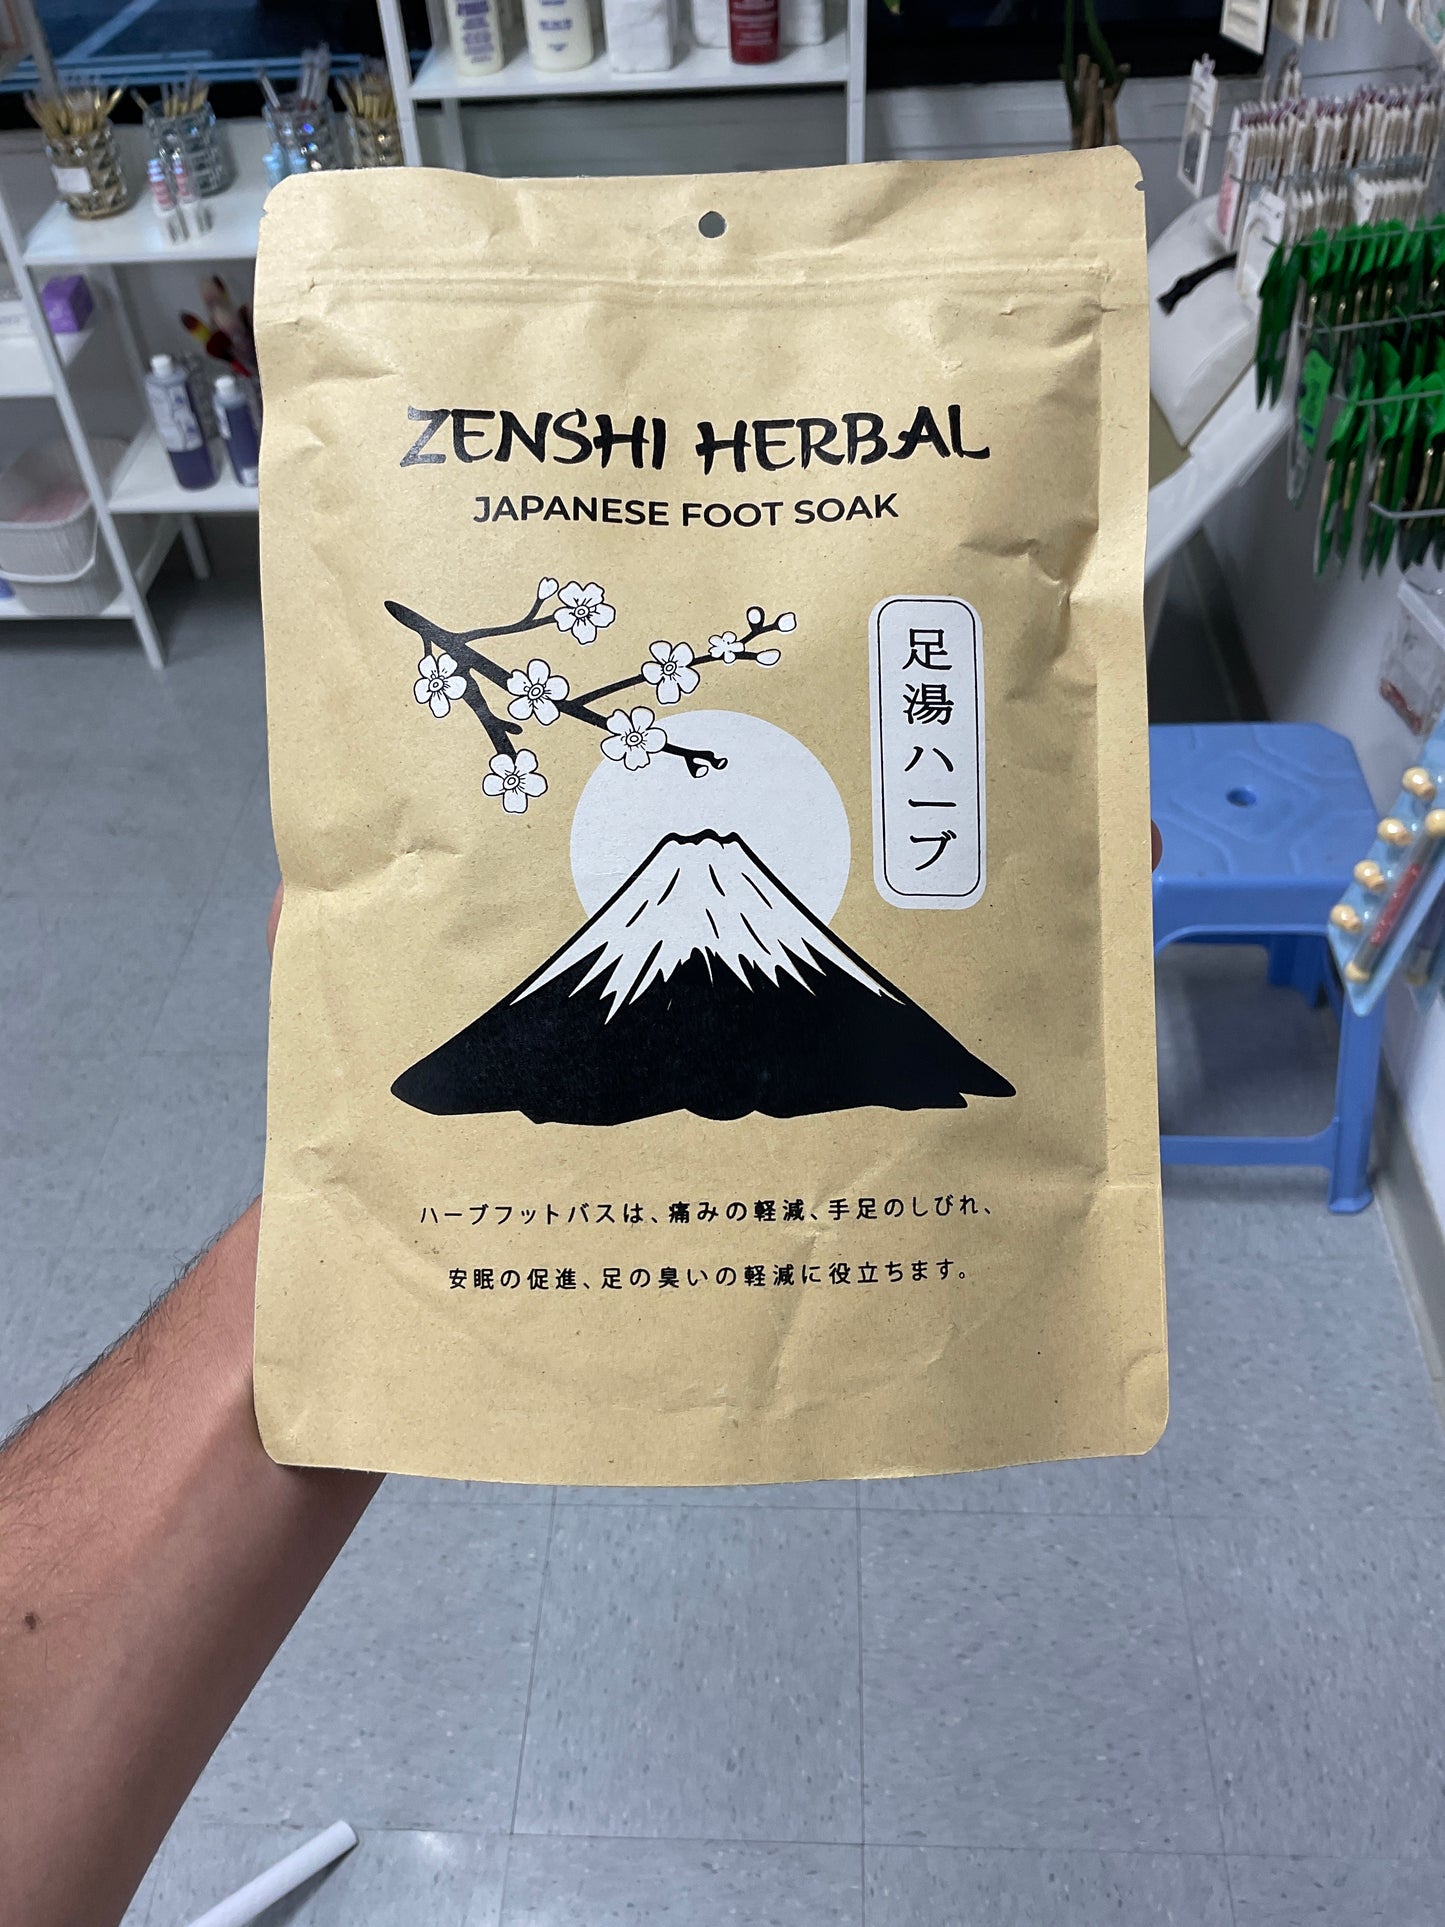 ZENSHI HERBAL
JAPANESE FOOT SOAK
足湯ハーブ
ハーブフットバスは、痛みの軽減、手足のしびれ、
安眠の促進、足の臭いの軽減に役立ちます。